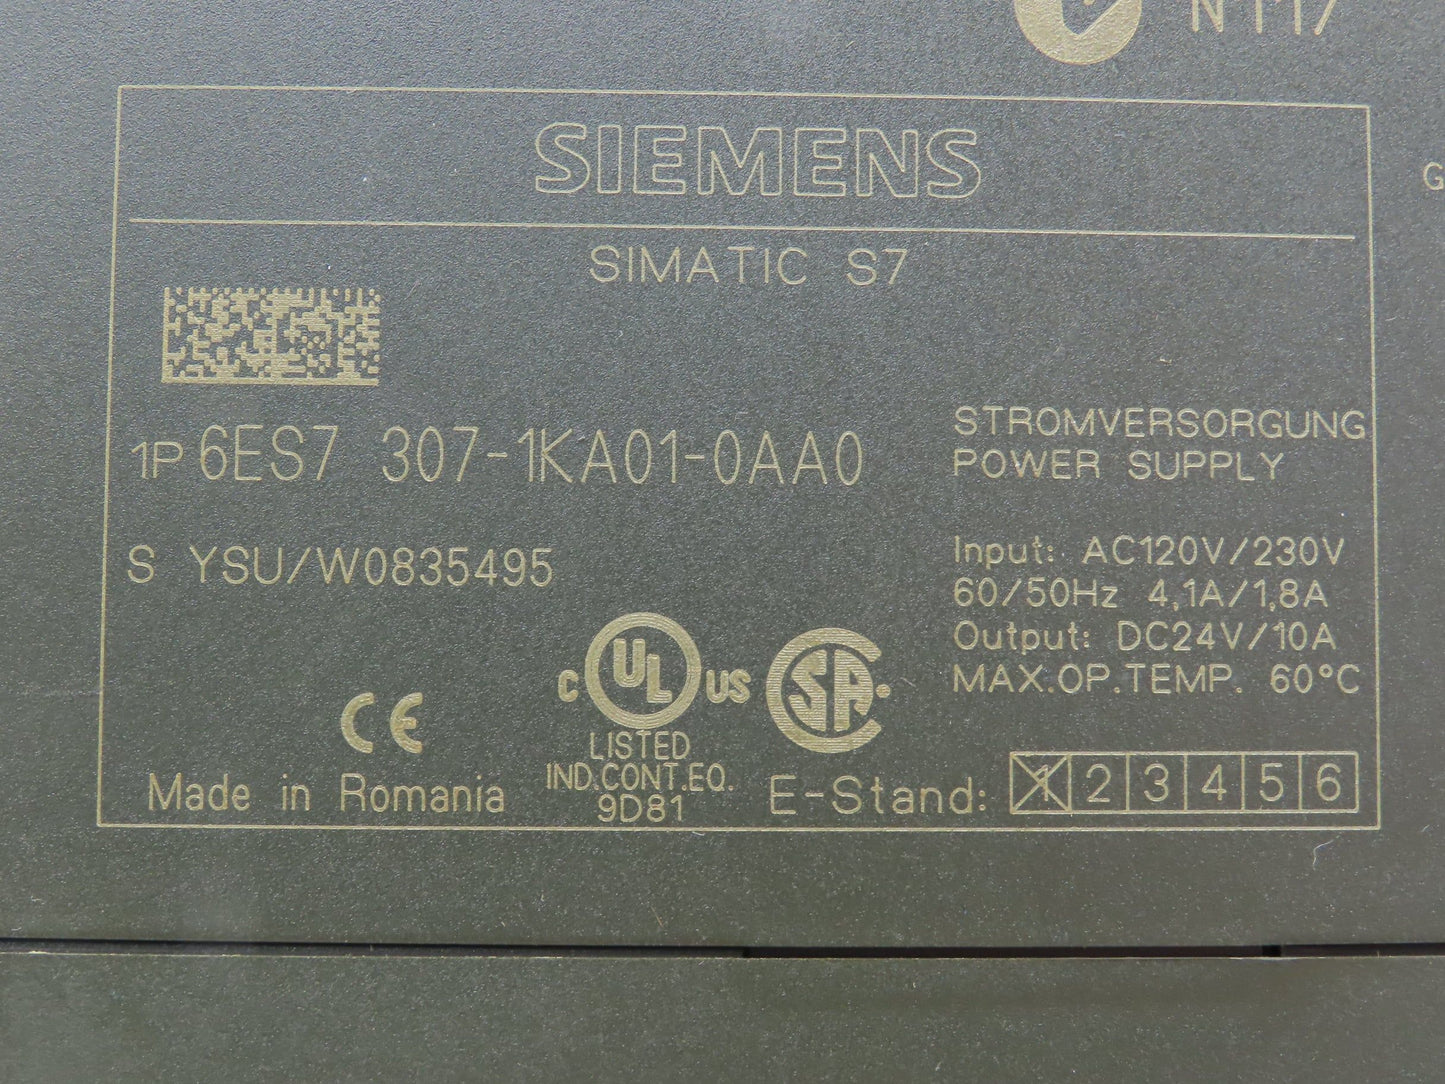 SIEMENS
SIMATIC S7
1P 6ES7 307-1KA01-0AA0
STROMVERSORGUNG
POWER SUPPLY
S YSU/W0835495
Input: AC120V/230V
60/50Hz 4,1A/1,8A
Output: DC24V/10A
MAX.OP.TEMP. 60°C
CE
C UL US
LISTED
IND.CONT.EQ.
9D81
SA
Made in Romania
E-Stand: 1 2 3 4 5 6